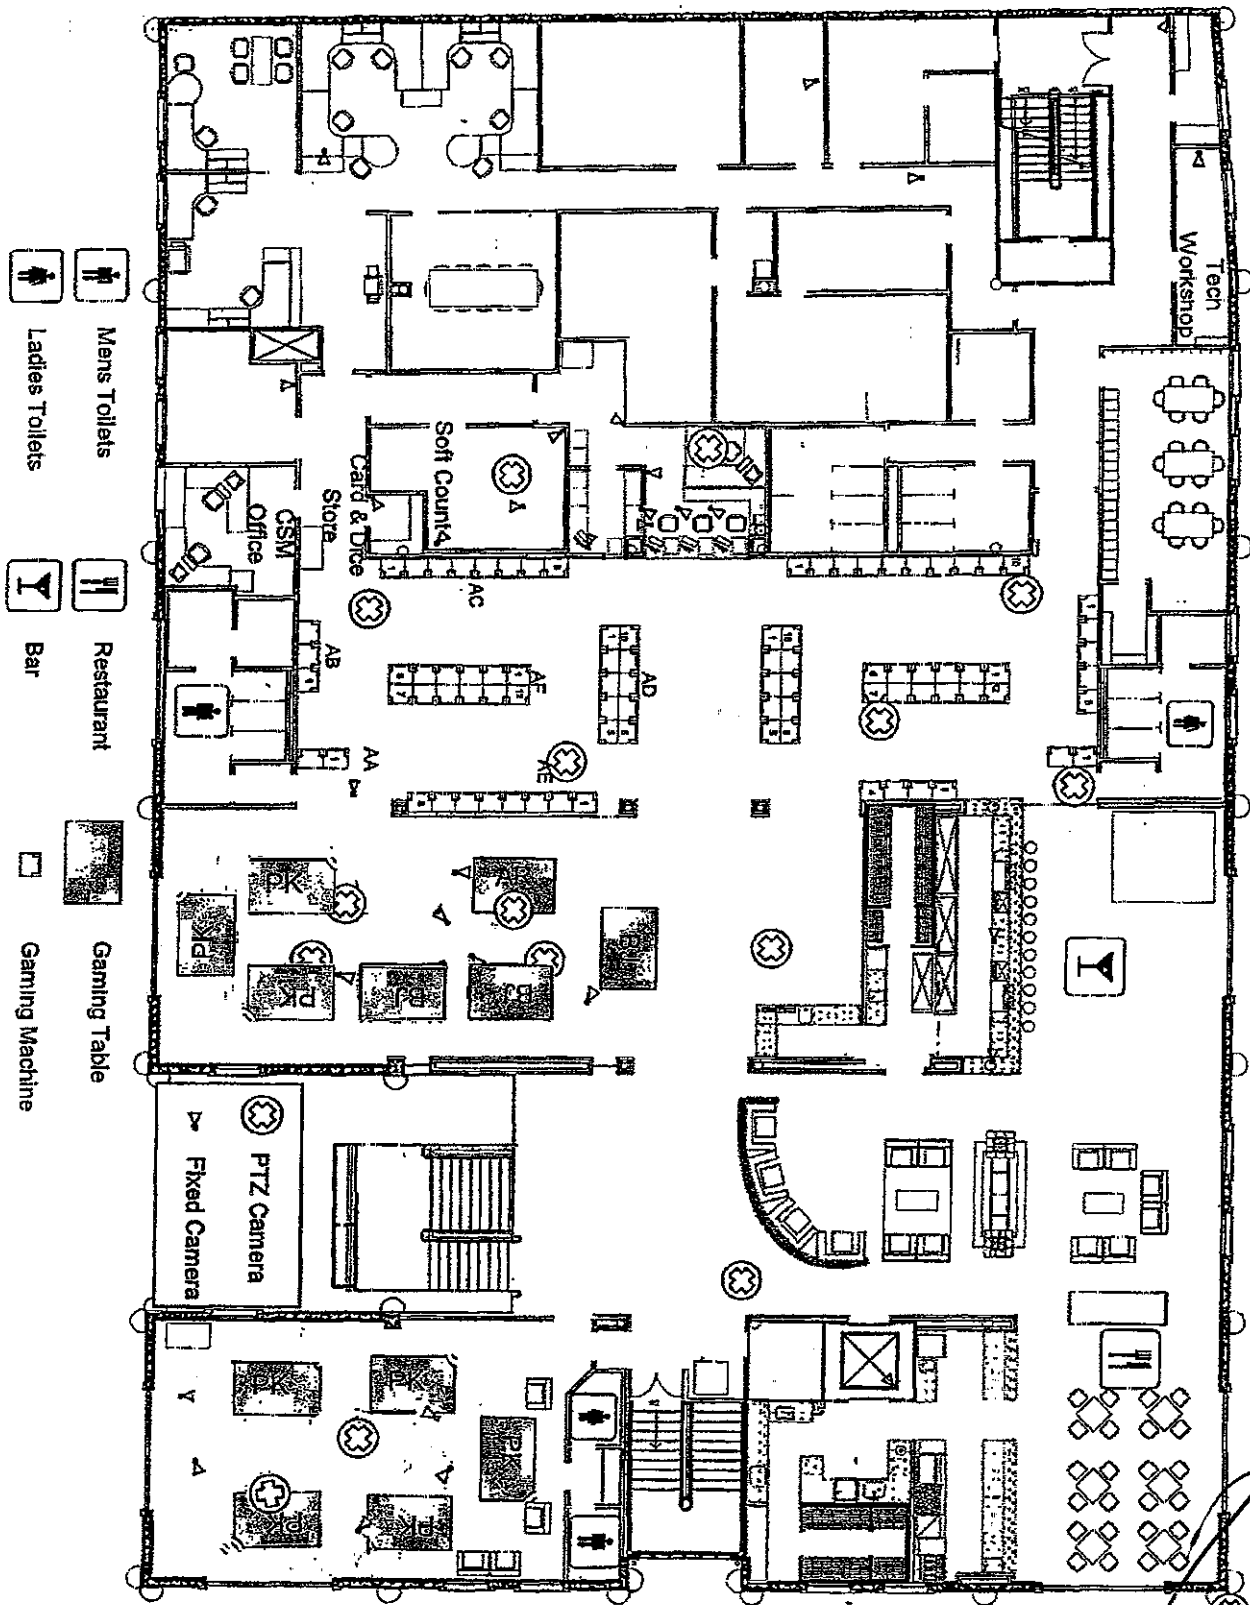 Tech
Workshop
Soft Count
Card & Dice
Store
CSM
Office
AC
AB
AF
AD
AA
AE
PK
PK
PK
BJ
BJ
PK
PK
PK
PK
PK
Mens Toilets
Ladies Toilets
Restaurant
Bar
Gaming Table
Gaming Machine
PTZ Camera
Fixed Camera